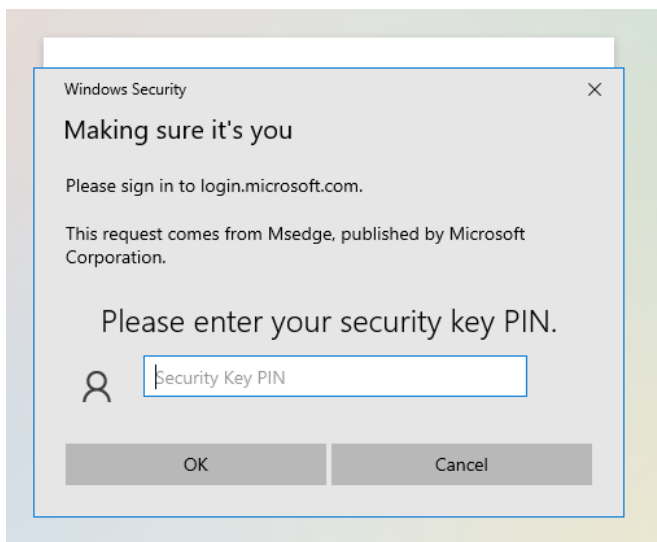 Windows Security
Making sure it's you
Please sign in to login.microsoft.com.
This request comes from Msedge, published by Microsoft
Corporation.
Please enter your security key PIN.
Security Key PIN
OK
Cancel